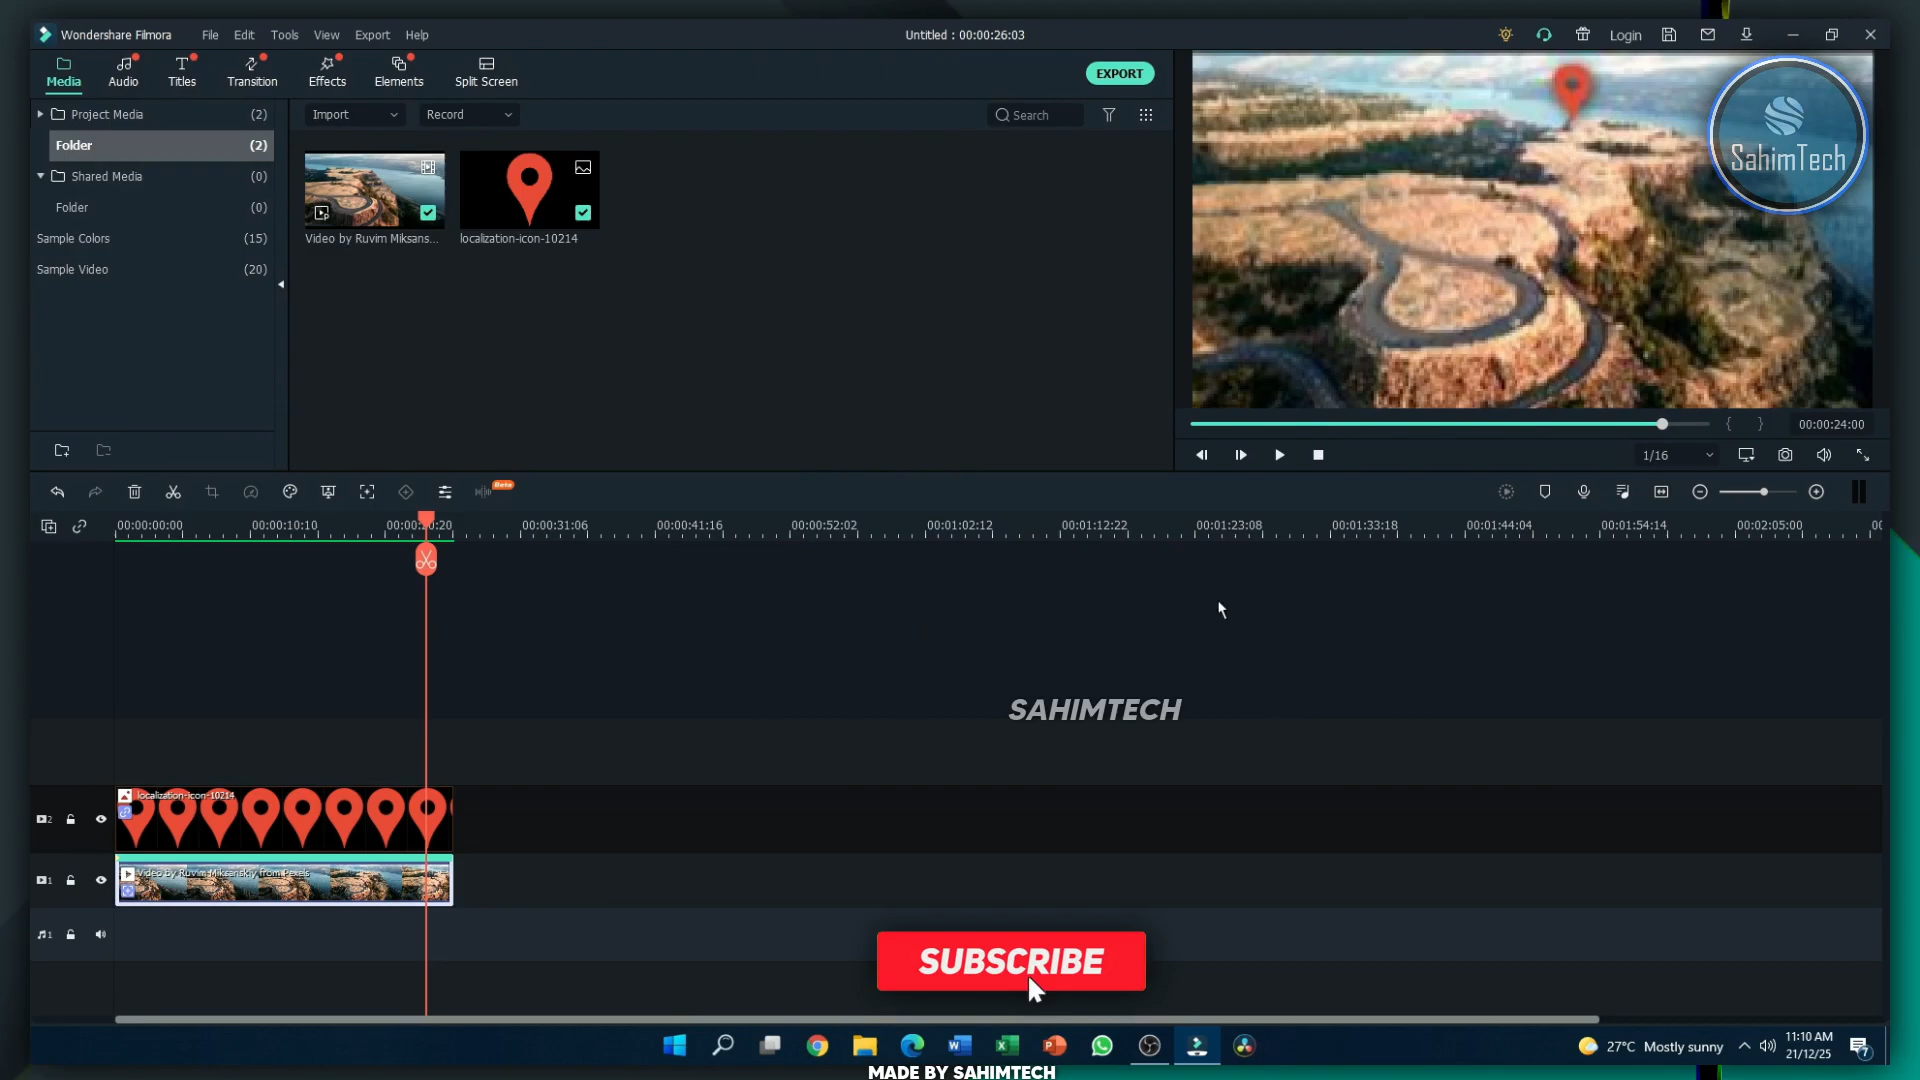 Wondershare Filmora
File
Edit
Tools
View
Export
Help
Untitled : 00:00:26:03
Login
Media
Audio
Titles
Transition
Effects
Elements
Split Screen
EXPORT
Project Media (2)
Folder (2)
Shared Media (0)
Folder (0)
Sample Colors (15)
Sample Video (20)
Import
Record
Search
Video by Ruvim Miksans...
localization-icon-10214
SahimTech
00:00:24:00
1/16
Beta
00:00:00:00
00:00:10:10
00:00:20:20
00:00:31:06
00:00:41:16
00:00:52:02
00:01:02:12
00:01:12:22
00:01:23:08
00:01:33:18
00:01:44:04
00:01:54:14
00:02:05:00
SAHIMTECH
localization-icon-10214
2
Video by Ruvim Miksanskiy from Pexels
1
1
SUBSCRIBE
27°C Mostly sunny
11:10 AM
21/12/25
7
MADE BY SAHIMTECH